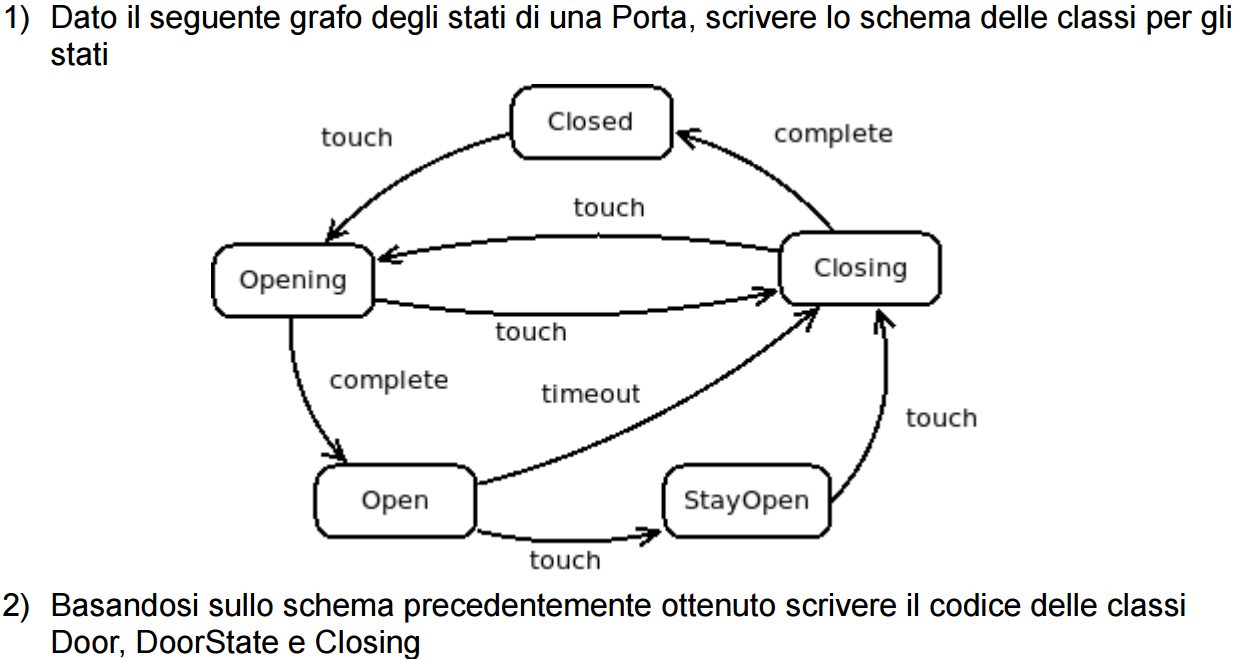 1) Dato il seguente grafo degli stati di una Porta, scrivere lo schema delle classi per gli
stati
Closed
touch
complete
touch
Closing
Opening
touch
complete
timeout
touch
Open
StayOpen
touch
2) Basandosi sullo schema precedentemente ottenuto scrivere il codice delle classi
Door, DoorState e Closing